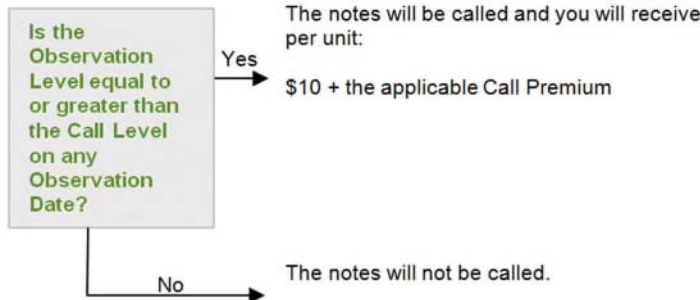 Is the
Observation
Level equal to
or greater than
the Call Level
on any
Observation
Date?
Yes
The notes will be called and you will receive
per unit:
$10 + the applicable Call Premium
No
The notes will not be called.